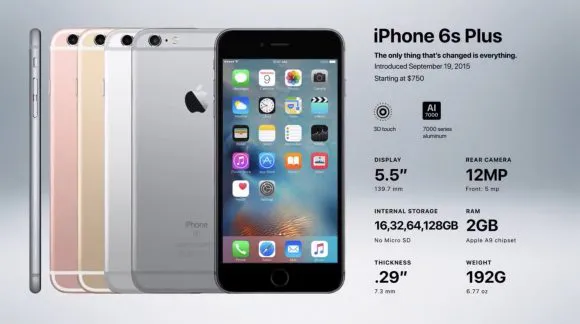 iPhone 6s Plus
The only thing that's changed is everything.
Introduced September 19, 2015
Starting at $750
AI
7000
3D touch
7000 series
aluminum
DISPLAY
5.5″
139.7 mm
REAR CAMERA
12MP
Front: 5 mp
INTERNAL STORAGE
16,32,64,128GB
No Micro SD
RAM
2GB
Apple A9 chipset
THICKNESS
.29″
7.3 mm
WEIGHT
192G
6.77 oz
iPhone
S
9